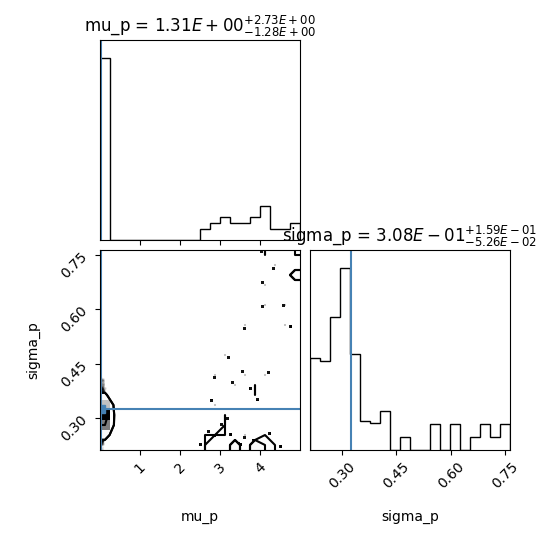 mu_p = 1.31E + 00+2.73E+00−1.28E+00
sigma_p = 3.08E − 01+1.59E−01−5.26E−02
0.75
0.60
0.45
0.30
sigma_p
1
2
3
4
mu_p
0.30
0.45
0.60
0.75
sigma_p